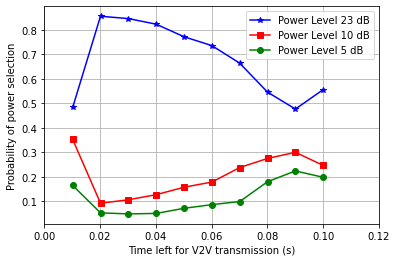 Power Level 23 dB
Power Level 10 dB
Power Level 5 dB
Probability of power selection
0.8
0.7
0.6
0.5
0.4
0.3
0.2
0.1
0.00 0.02 0.04 0.06 0.08 0.10 0.12
Time left for V2V transmission (s)